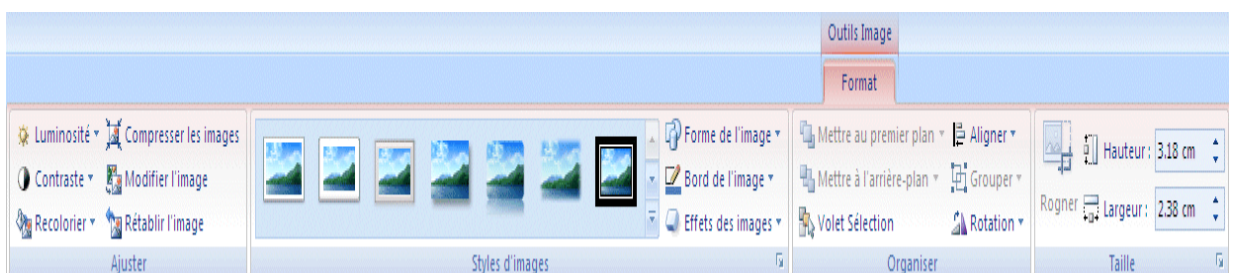 Outils Image
Format
Luminosité Compresser les images
Contraste Modifier l'image
Recolorier Rétablir l'image
Ajuster
Forme de l'image
Bord de l'image
Effets des images
Styles d'images
Mettre au premier plan Aligner
Mettre à l'arrière-plan Grouper
Volet Sélection Rotation
Organiser
Rogner
Hauteur : 3.18 cm
Largeur : 2.38 cm
Taille